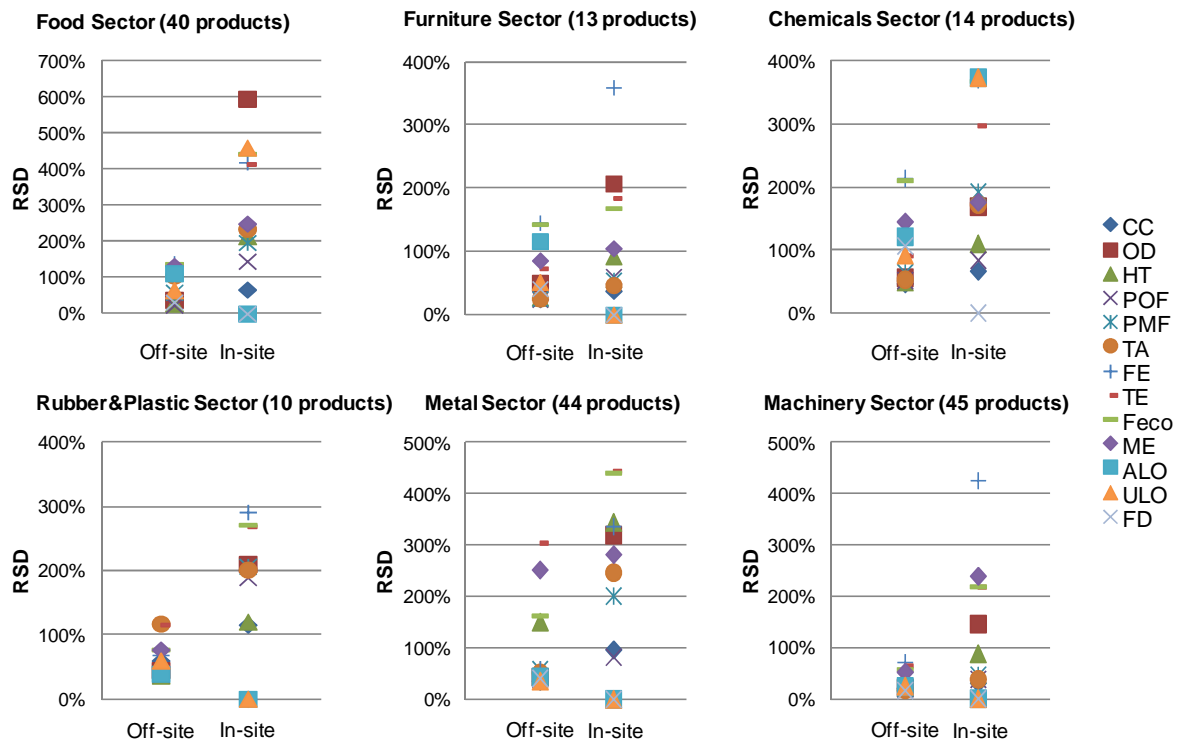 Food Sector (40 products)
700%
600%
500%
400%
300%
200%
100%
0%
RSD
Off-site In-site
Furniture Sector (13 products)
400%
300%
200%
100%
0%
RSD
Off-site In-site
Chemicals Sector (14 products)
400%
300%
200%
100%
0%
RSD
Off-site In-site
Rubber&Plastic Sector (10 products)
400%
300%
200%
100%
0%
RSD
Off-site In-site
Metal Sector (44 products)
500%
400%
300%
200%
100%
0%
RSD
Off-site In-site
Machinery Sector (45 products)
500%
400%
300%
200%
100%
0%
RSD
Off-site In-site
CC
OD
HT
POF
PMF
TA
FE
TE
Feco
ME
ALO
ULO
FD